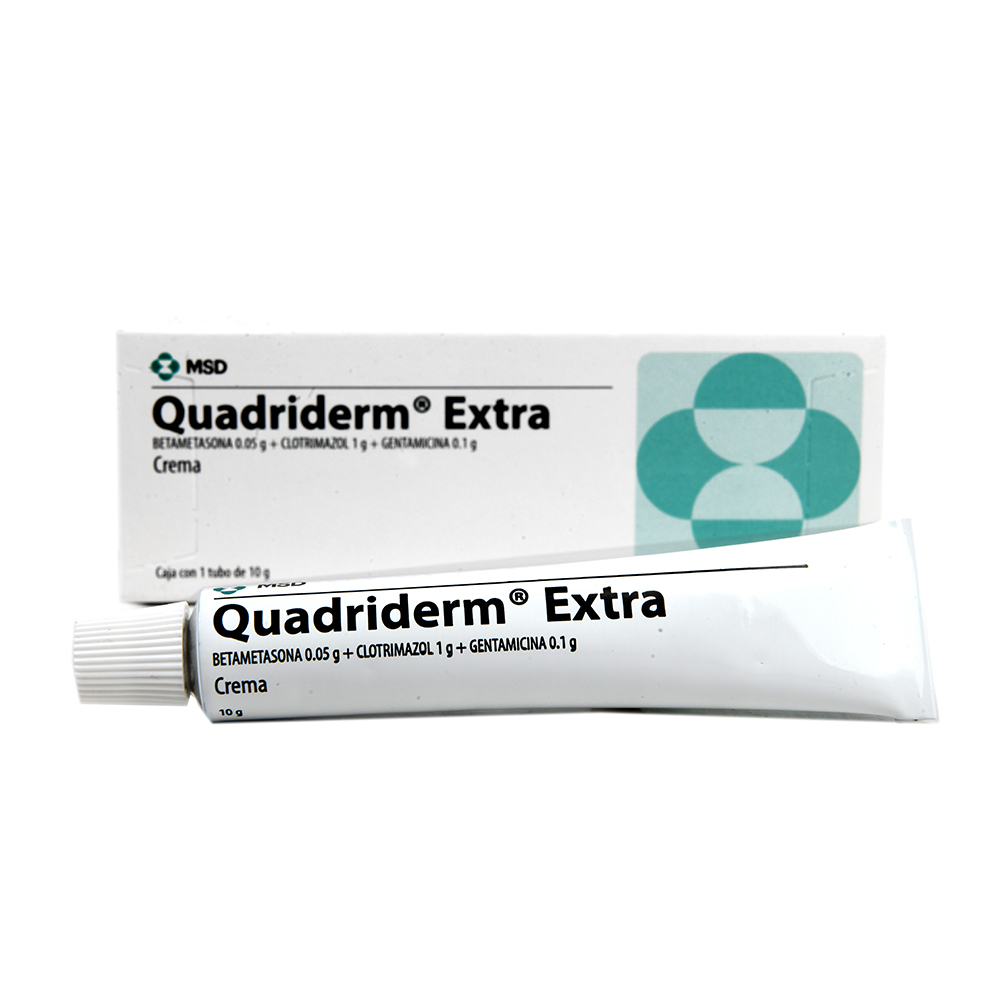 MSD
Quadriderm® Extra
BETAMETASONA 0.05 g + CLOTRIMAZOL 1 g + GENTAMICINA 0.1 g
Crema
Caja con 1 tubo de 10 g
MSD
Quadriderm® Extra
BETAMETASONA 0.05 g + CLOTRIMAZOL 1 g + GENTAMICINA 0.1 g
Crema
10 g